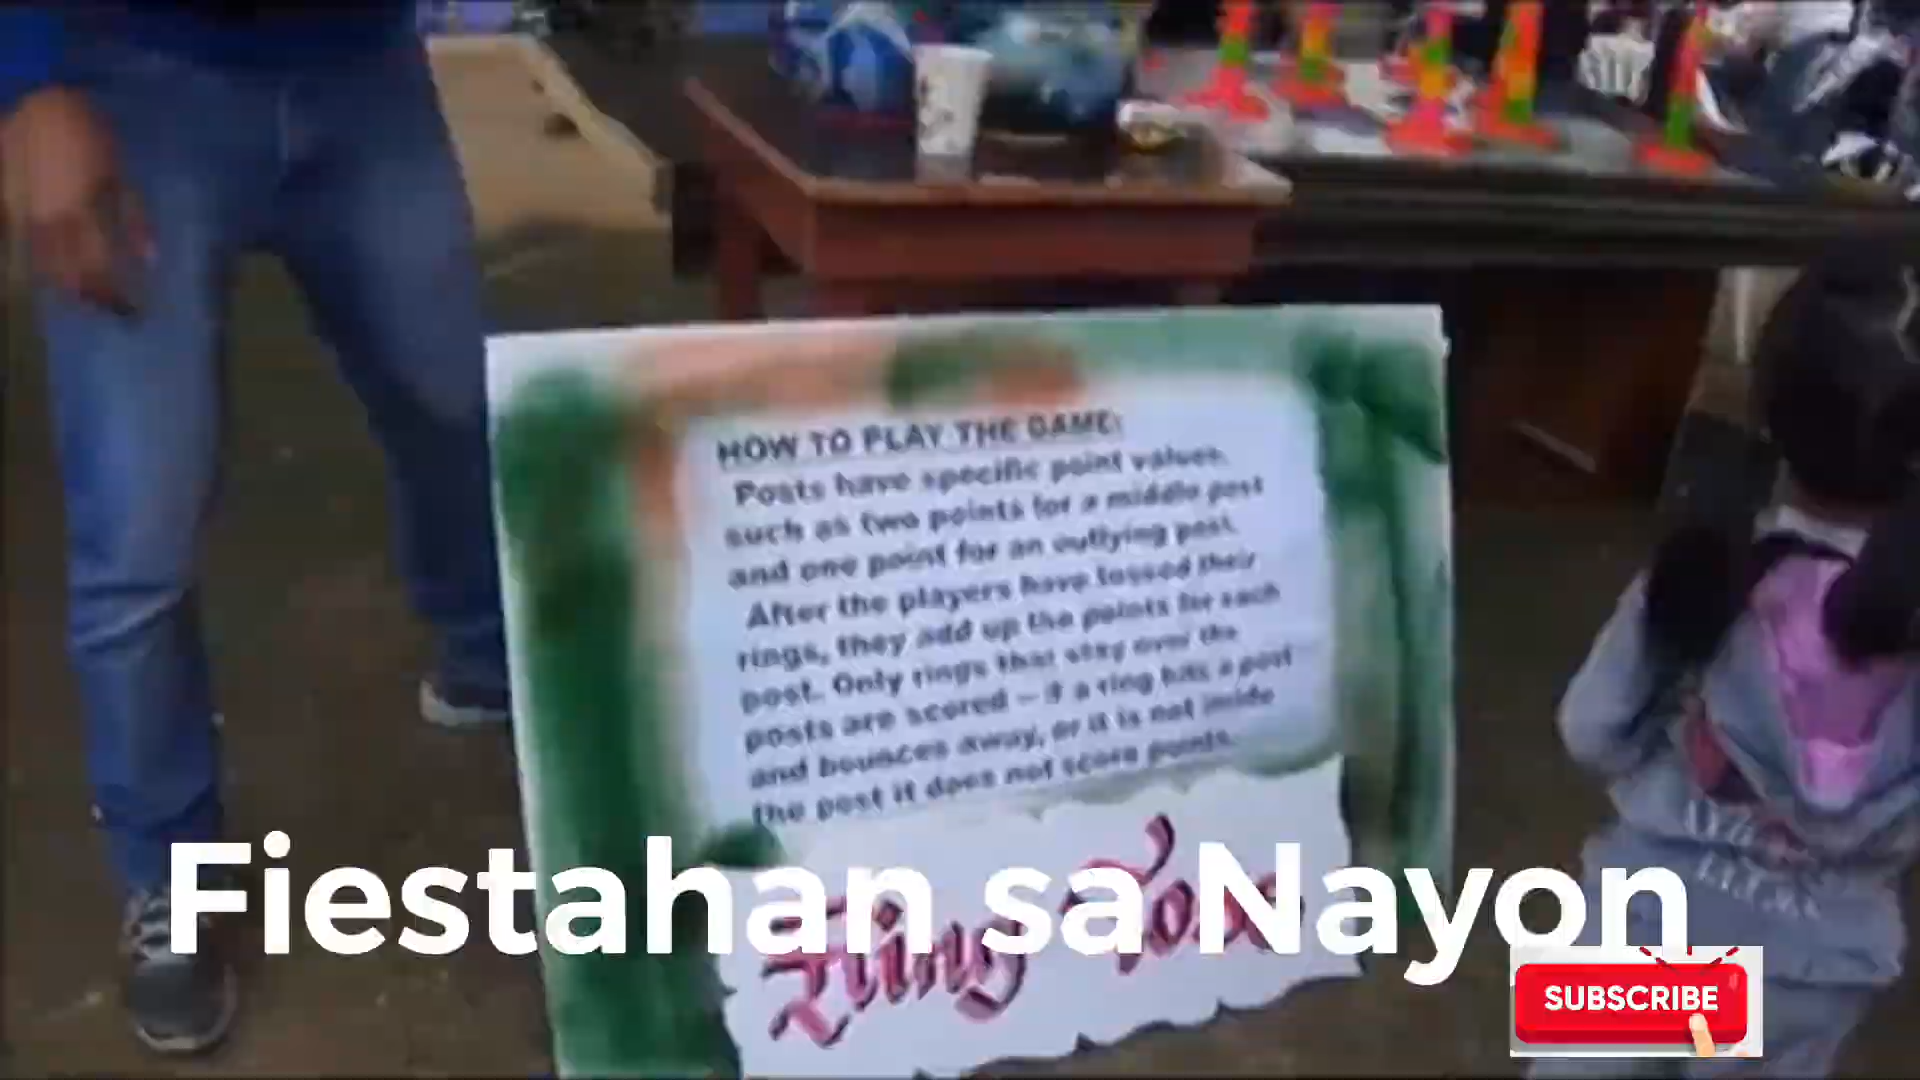 HOW TO PLAY THE GAME:
Posts have specific point values.
such as two points for a middle post
and one point for an outlying post.
After the players have tossed their
rings, they add up the points for each
post. Only rings that stay over the
posts are scored – if a ring hits a post
and bounces away, or it is not inside
the post it does not score points.
Ring Toss
Fiestahan sa Nayon
SUBSCRIBE